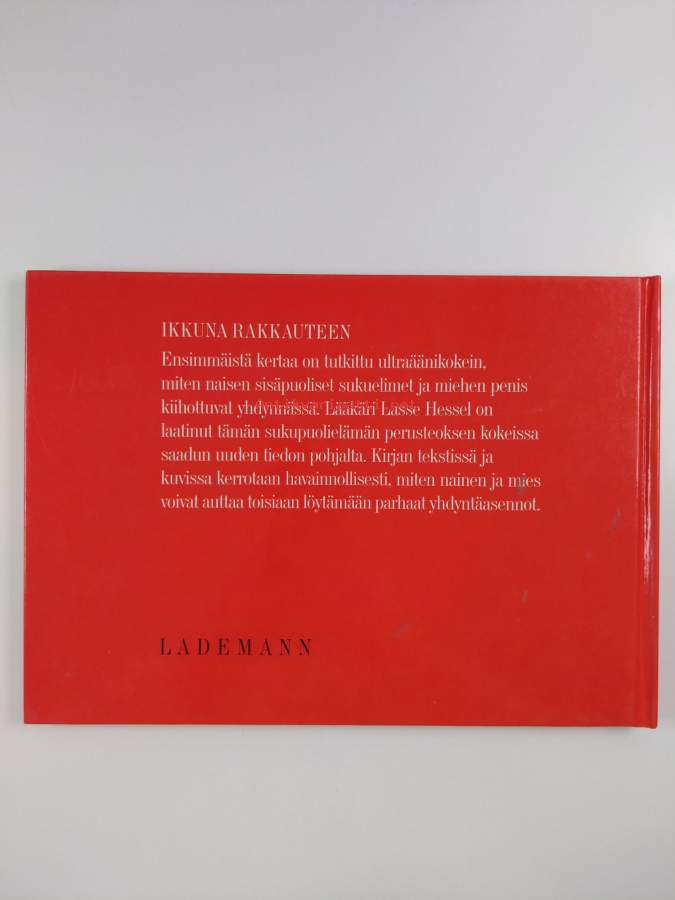 IKKUNA RAKKAUTEEN
Ensimmäistä kertaa on tutkittu ultraäänikokein,
miten naisen sisäpuoliset sukuelimet ja miehen penis
kiihottuvat yhdynnässä. Lääkäri Lasse Hessel on
laatinut tämän sukupuolielämän perusteoksen kokeissa
saadun uuden tiedon pohjalta. Kirjan tekstissä ja
kuvissa kerrotaan havainnollisesti, miten nainen ja mies
voivat auttaa toisiaan löytämään parhaat yhdyntäasennot.
LADEMANN